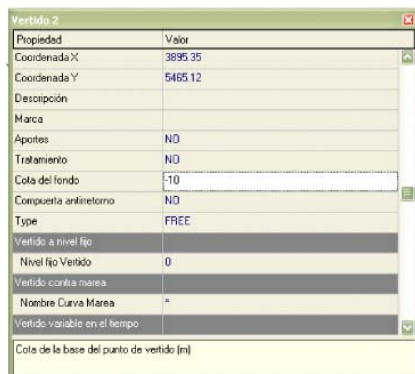 Vertido 2
Propiedad Valor
Coordenada X 3895.35
Coordenada Y 5465.12
Descripción
Marca
Aportes NO
Tratamiento NO
Cota del fondo -10
Compuerta antirretorno NO
Type FREE
Vertido a nivel fijo
Nivel fijo Vertido 0
Vertido contra marea
Nombre Curva Marea *
Vertido variable en el tiempo
Cota de la base del punto de vertido (m)